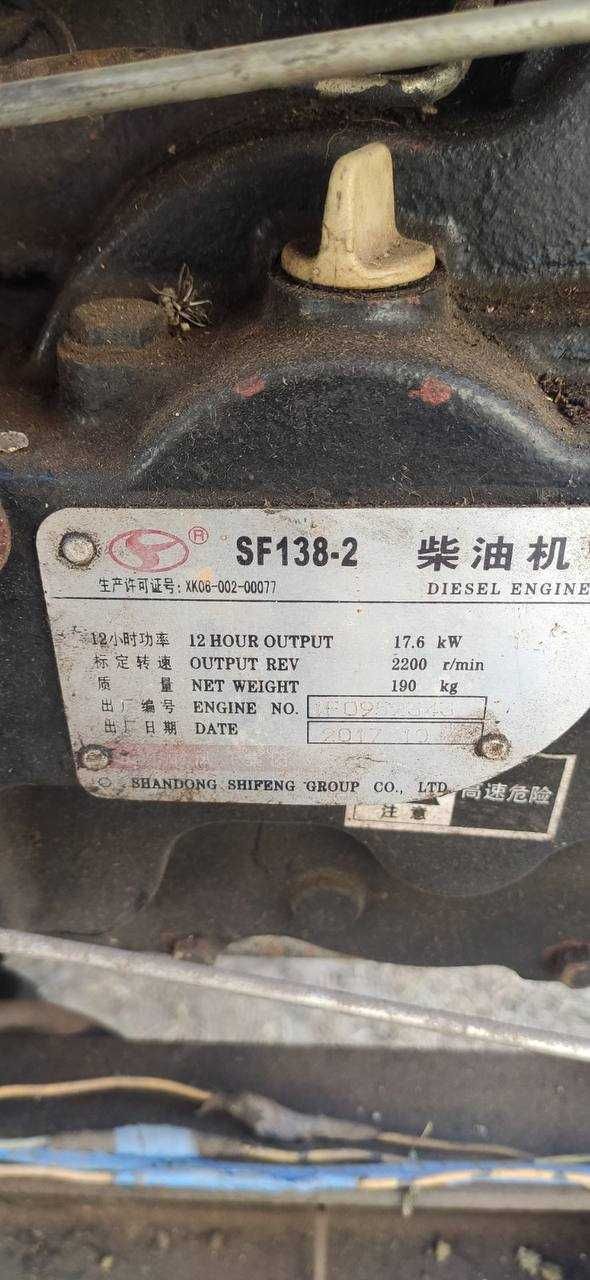 ® SF138-2 柴油机
生产许可证号: XK06-002-00077
DIESEL ENGINE
12小时功率 12 HOUR OUTPUT 17.6 kW
标定转速 OUTPUT REV 2200 r/min
质 量 NET WEIGHT 190 kg
出厂编号 ENGINE NO.
出厂日期 DATE 2017 10
SHANDONG SHIFENG GROUP CO., LTD
高速危险
注意